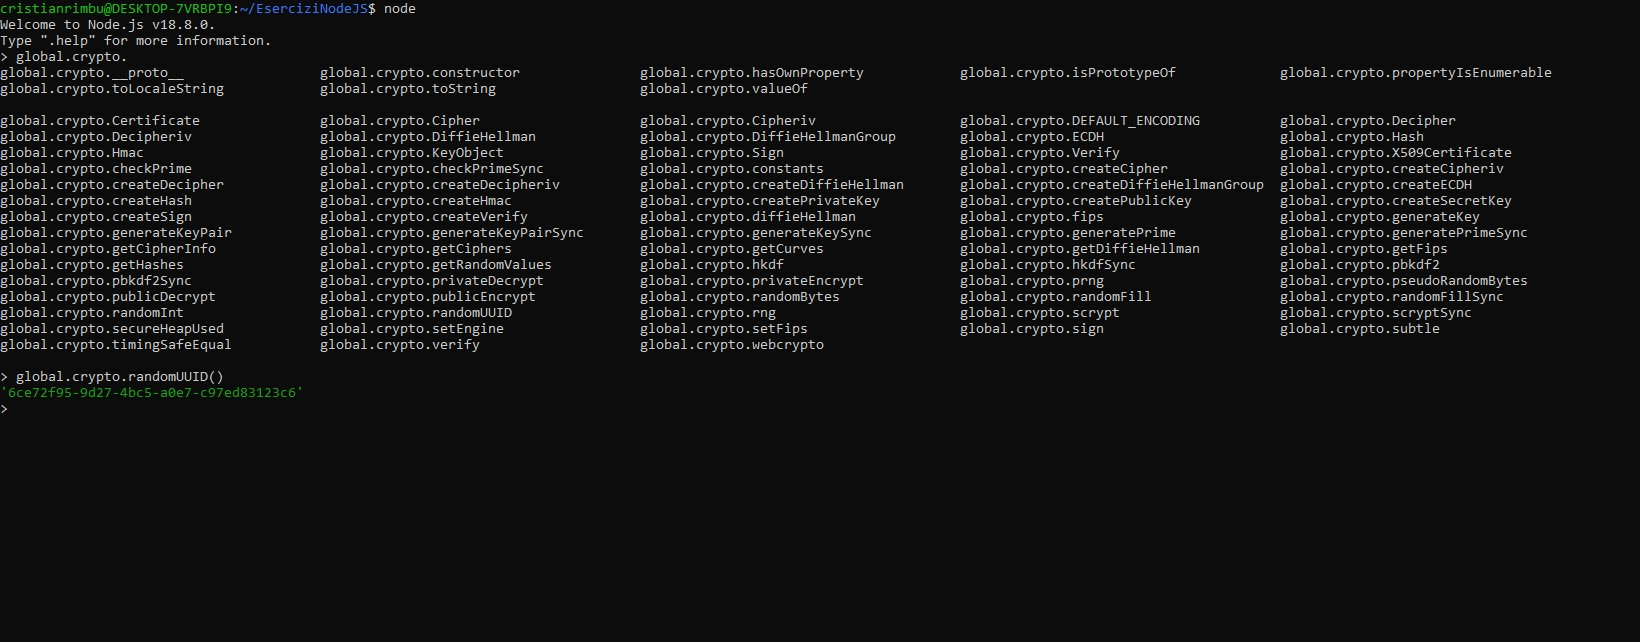 cristianrimbu@DESKTOP-7VRBPI9:~/EserciziNodeJS$ node
Welcome to Node.js v18.8.0.
Type ".help" for more information.
> global.crypto.
global.crypto.__proto__ global.crypto.constructor global.crypto.hasOwnProperty global.crypto.isPrototypeOf global.crypto.propertyIsEnumerable
global.crypto.toLocaleString global.crypto.toString global.crypto.valueOf
global.crypto.Certificate global.crypto.Cipher global.crypto.Cipheriv global.crypto.DEFAULT_ENCODING global.crypto.Decipher
global.crypto.Decipheriv global.crypto.DiffieHellman global.crypto.DiffieHellmanGroup global.crypto.ECDH global.crypto.Hash
global.crypto.Hmac global.crypto.KeyObject global.crypto.Sign global.crypto.Verify global.crypto.X509Certificate
global.crypto.checkPrime global.crypto.checkPrimeSync global.crypto.constants global.crypto.createCipher global.crypto.createCipheriv
global.crypto.createDecipher global.crypto.createDecipheriv global.crypto.createDiffieHellman global.crypto.createDiffieHellmanGroup global.crypto.createECDH
global.crypto.createHash global.crypto.createHmac global.crypto.createPrivateKey global.crypto.createPublicKey global.crypto.createSecretKey
global.crypto.createSign global.crypto.createVerify global.crypto.diffieHellman global.crypto.fips global.crypto.generateKey
global.crypto.generateKeyPair global.crypto.generateKeyPairSync global.crypto.generateKeySync global.crypto.generatePrime global.crypto.generatePrimeSync
global.crypto.getCipherInfo global.crypto.getCiphers global.crypto.getCurves global.crypto.getDiffieHellman global.crypto.getFips
global.crypto.getHashes global.crypto.getRandomValues global.crypto.hkdf global.crypto.hkdfSync global.crypto.pbkdf2
global.crypto.pbkdf2Sync global.crypto.privateDecrypt global.crypto.privateEncrypt global.crypto.prng global.crypto.pseudoRandomBytes
global.crypto.publicDecrypt global.crypto.publicEncrypt global.crypto.randomBytes global.crypto.randomFill global.crypto.randomFillSync
global.crypto.randomInt global.crypto.randomUUID global.crypto.rng global.crypto.scrypt global.crypto.scryptSync
global.crypto.secureHeapUsed global.crypto.setEngine global.crypto.setFips global.crypto.sign global.crypto.subtle
global.crypto.timingSafeEqual global.crypto.verify global.crypto.webcrypto
> global.crypto.randomUUID()
'6ce72f95-9d27-4bc5-a0e7-c97ed83123c6'
>